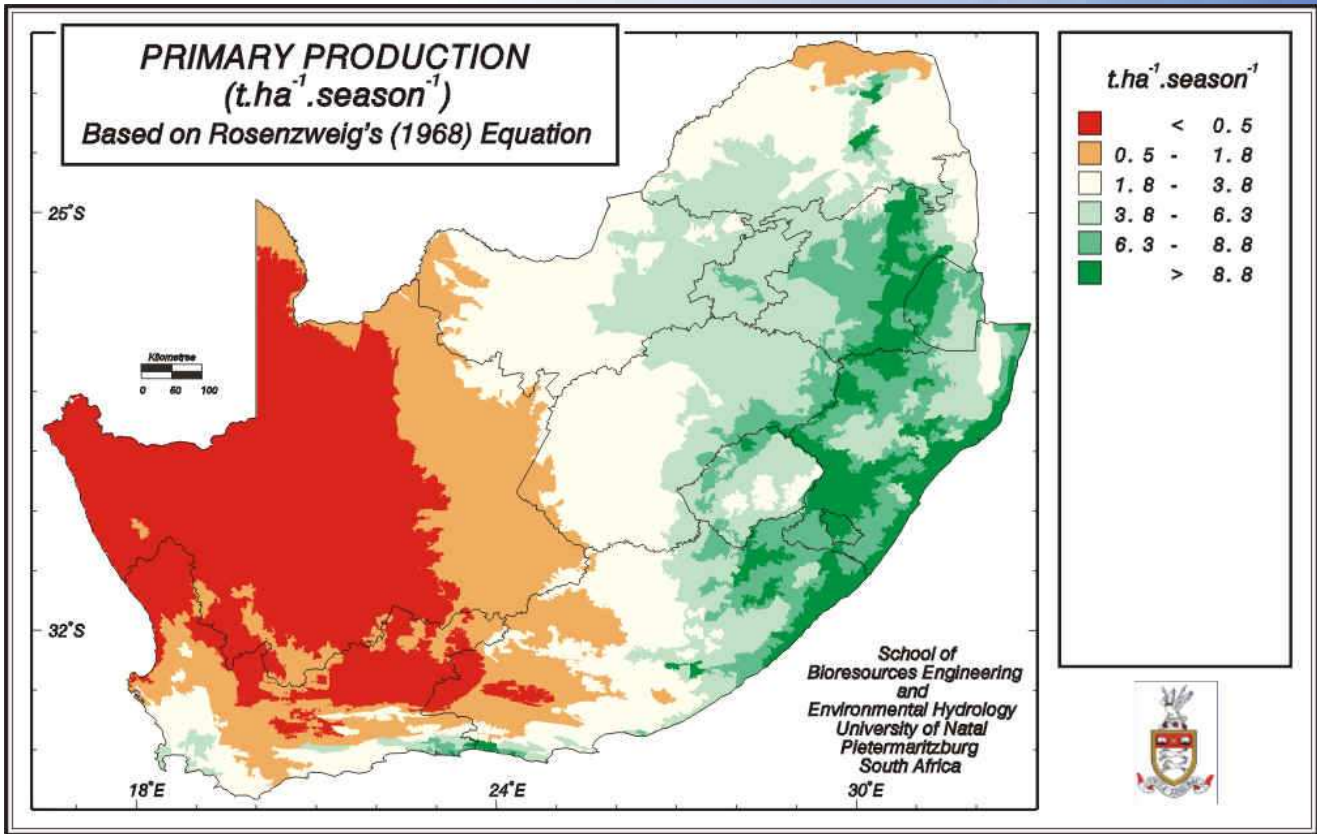 PRIMARY PRODUCTION
(t.ha⁻¹.season⁻¹)
Based on Rosenzweig's (1968) Equation
t.ha⁻¹.season⁻¹
< 0.5
0.5 - 1.8
1.8 - 3.8
3.8 - 6.3
6.3 - 8.8
> 8.8
25°S
Kilometres
0 50 100
32°S
School of
Bioresources Engineering
and
Environmental Hydrology
University of Natal
Pietermaritzburg
South Africa
18°E 24°E 30°E